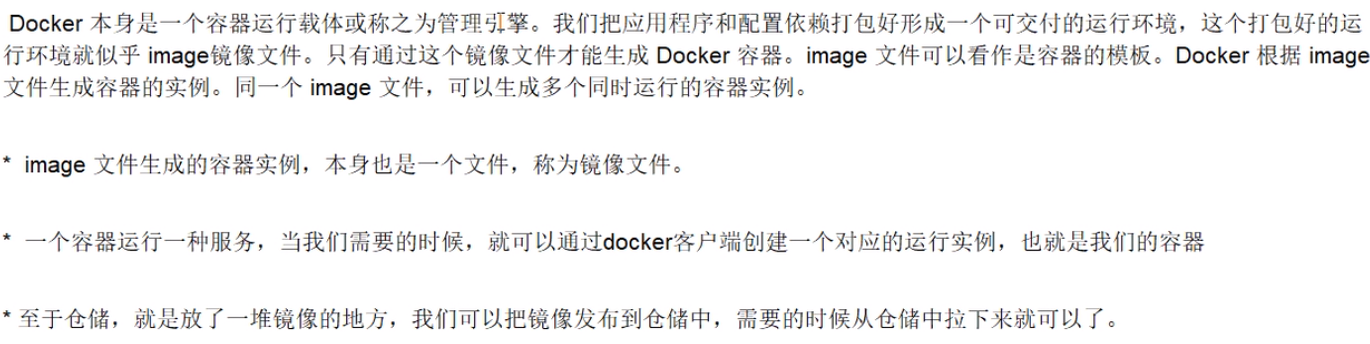 Docker 本身是一个容器运行载体或称之为管理引擎。我们把应用程序和配置依赖打包好形成一个可交付的运行环境，这个打包好的运
行环境就似乎 image镜像文件。只有通过这个镜像文件才能生成 Docker 容器。image 文件可以看作是容器的模板。Docker 根据 image
文件生成容器的实例。同一个 image 文件，可以生成多个同时运行的容器实例。
* image 文件生成的容器实例，本身也是一个文件，称为镜像文件。
* 一个容器运行一种服务，当我们需要的时候，就可以通过docker客户端创建一个对应的运行实例，也就是我们的容器
* 至于仓储，就是放了一堆镜像的地方，我们可以把镜像发布到仓储中，需要的时候从仓储中拉下来就可以了。